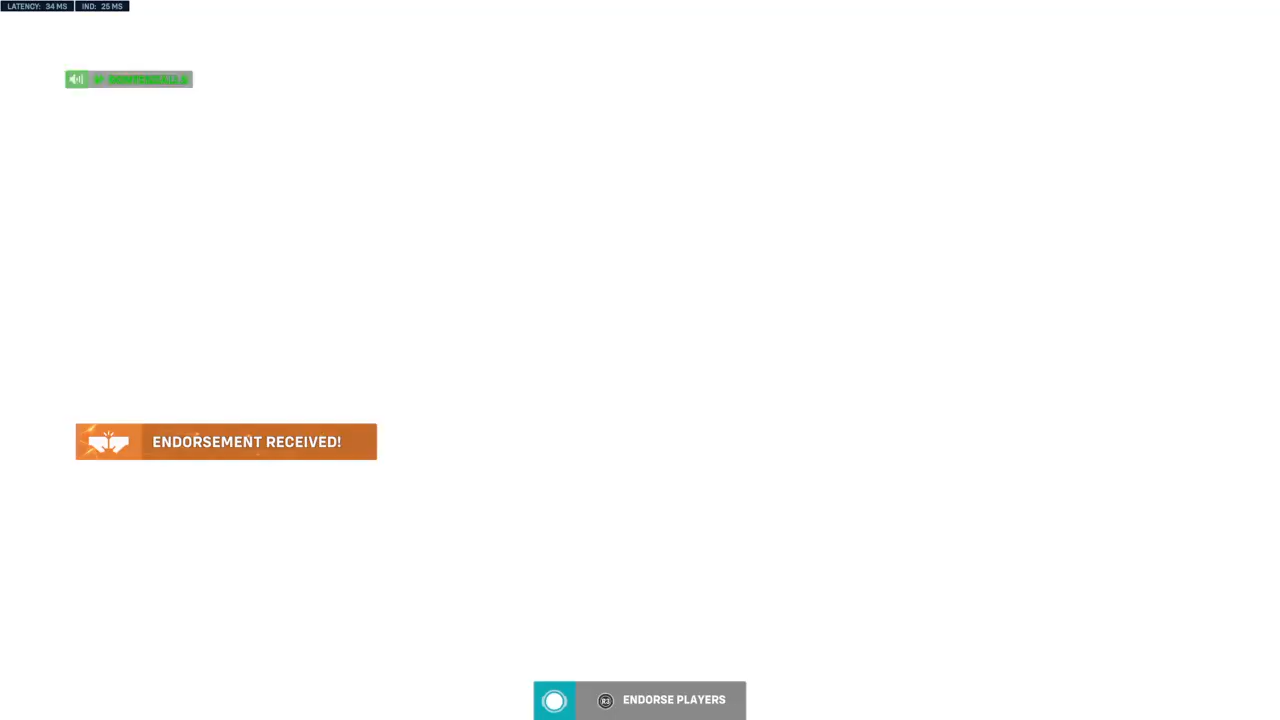 LATENCY: 34 MS IND: 25 MS
ENDORSEMENT RECEIVED!
R3 ENDORSE PLAYERS